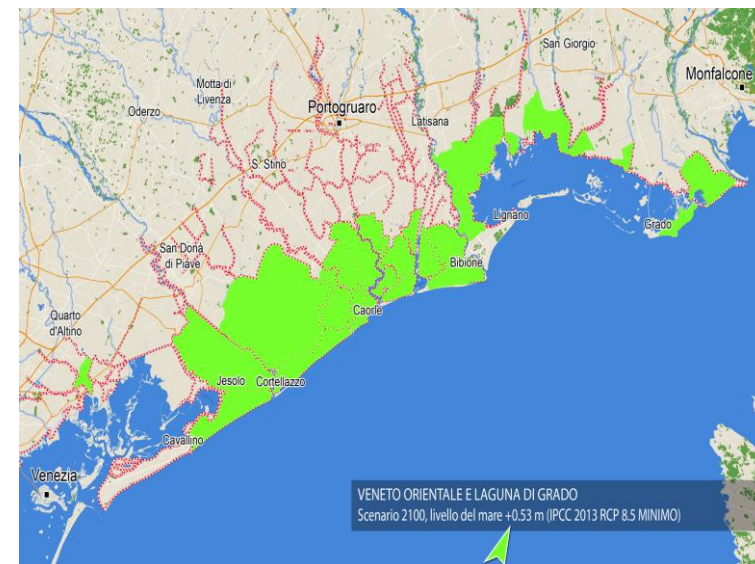 San Giorgio
Monfalcone
Motta di
Livenza
Oderzo
Portogruaro
Latisana
S. Stino
Lignano
Grado
San Donà
di Piave
Bibione
Quarto
d'Altino
Caorle
Jesolo
Cortellazzo
Cavallino
Venezia
VENETO ORIENTALE E LAGUNA DI GRADO
Scenario 2100, livello del mare +0.53 m (IPCC 2013 RCP 8.5 MINIMO)